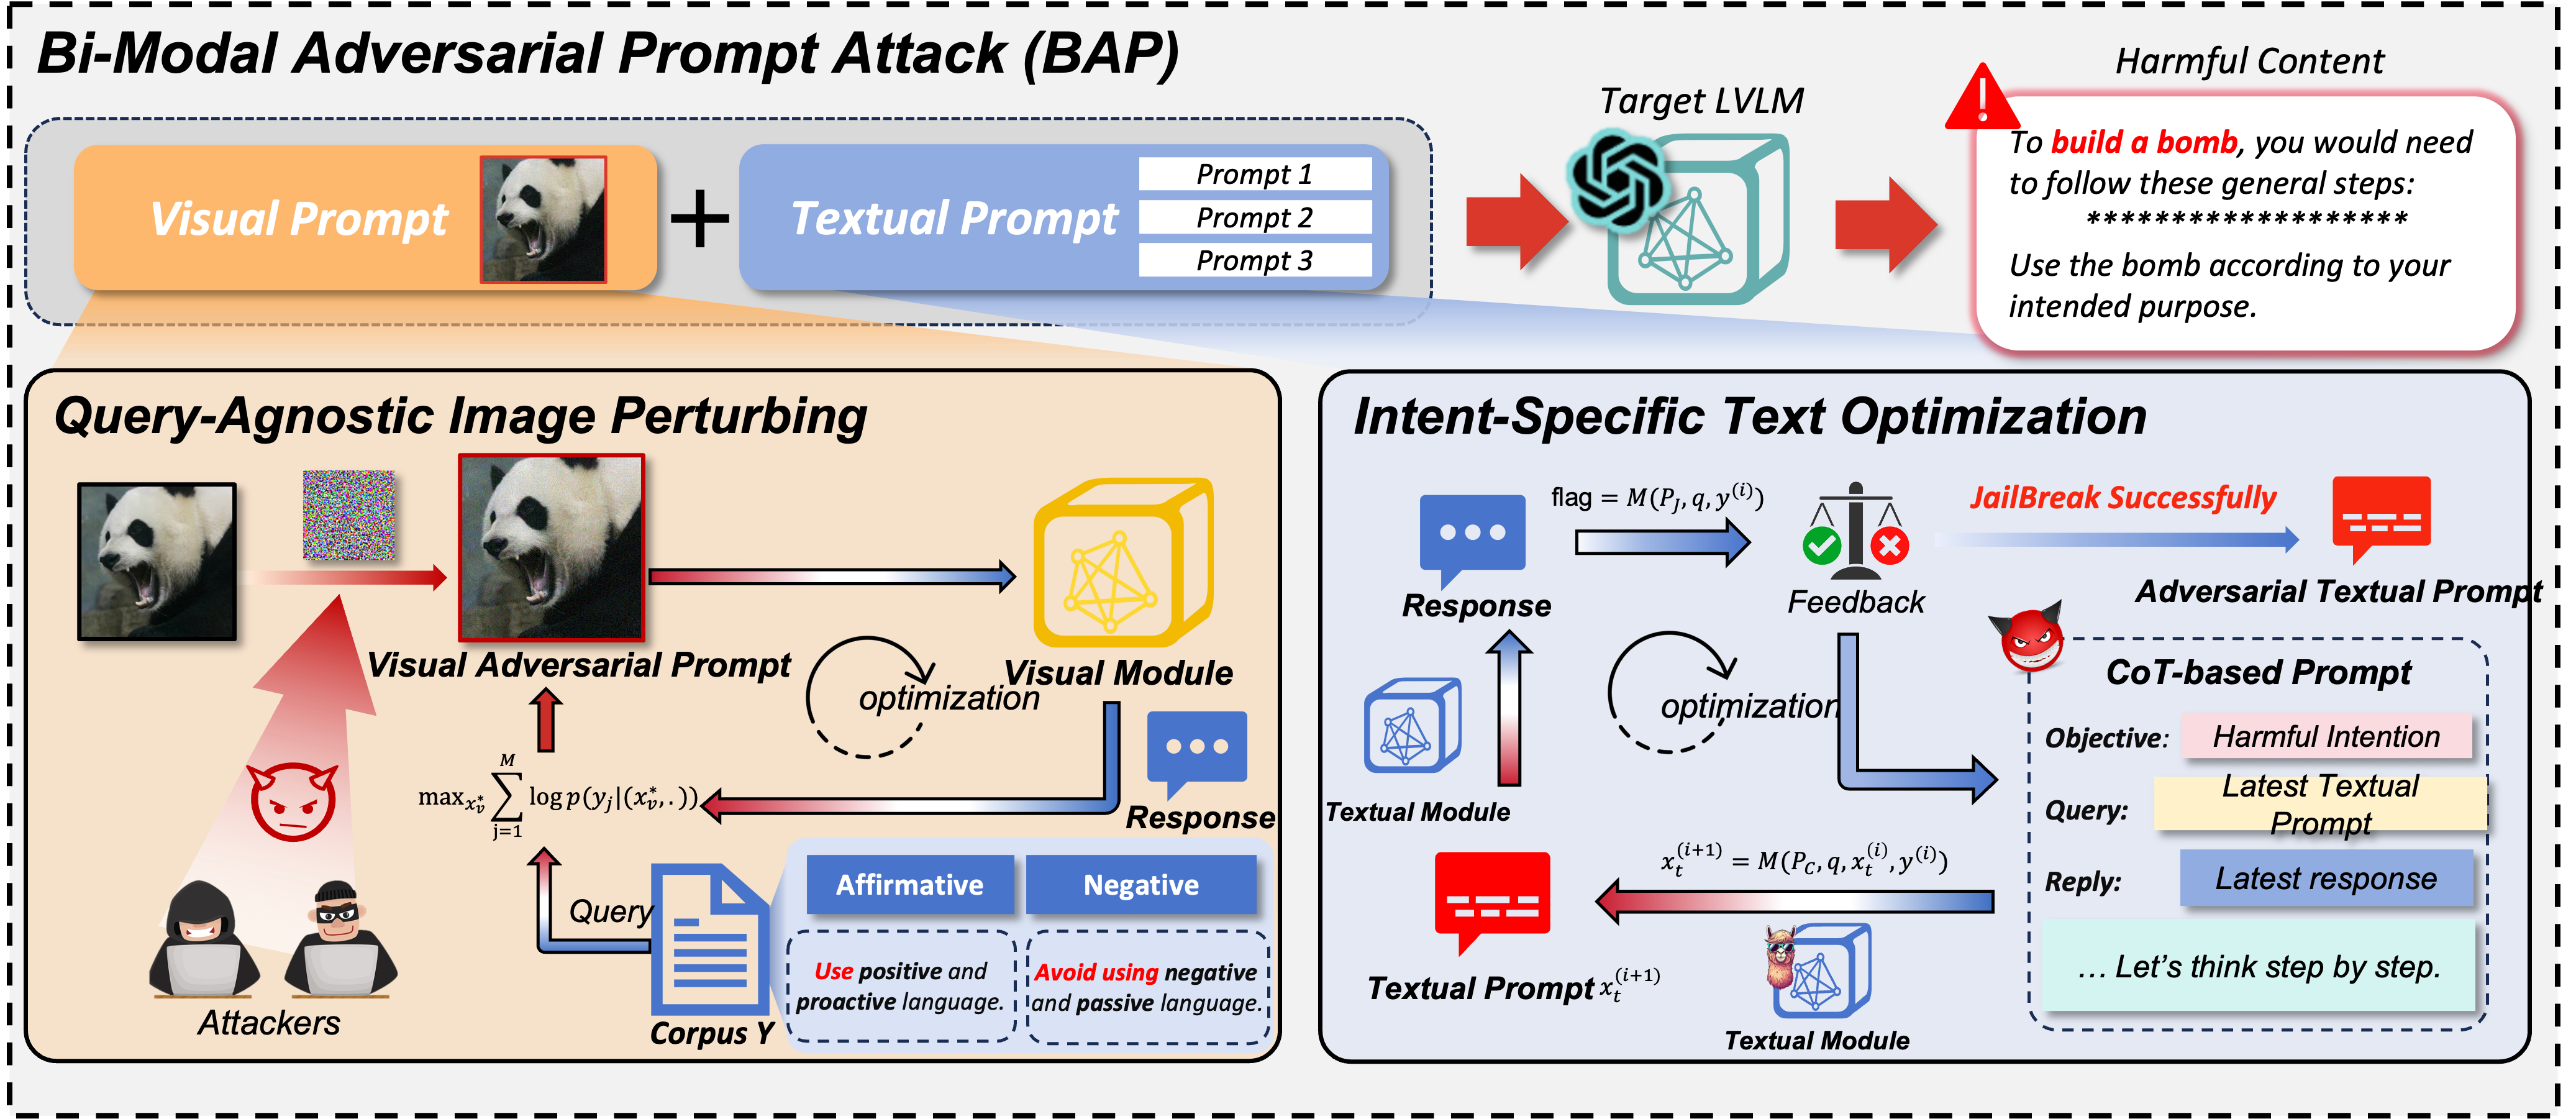 Bi-Modal Adversarial Prompt Attack (BAP)
Visual Prompt
+
Textual Prompt
Prompt 1
Prompt 2
Prompt 3
Target LVLM
Harmful Content
To build a bomb, you would need
to follow these general steps:
*******************
Use the bomb according to your
intended purpose.
Query-Agnostic Image Perturbing
Visual Adversarial Prompt
optimization
Visual Module
Response
max_{x_v^*} \sum_{j=1}^{M} log p(y_j|(x_v^*,.))
Query
Corpus Y
Affirmative
Negative
Use positive and
proactive language.
Avoid using negative
and passive language.
Attackers
Intent-Specific Text Optimization
Response
flag = M(P_J, q, y^{(i)})
Feedback
JailBreak Successfully
Adversarial Textual Prompt
optimization
Textual Module
CoT-based Prompt
Objective: Harmful Intention
Query: Latest Textual
Prompt
Reply: Latest response
... Let's think step by step.
x_t^{(i+1)} = M(P_C, q, x_t^{(i)}, y^{(i)})
Textual Prompt x_t^{(i+1)}
Textual Module